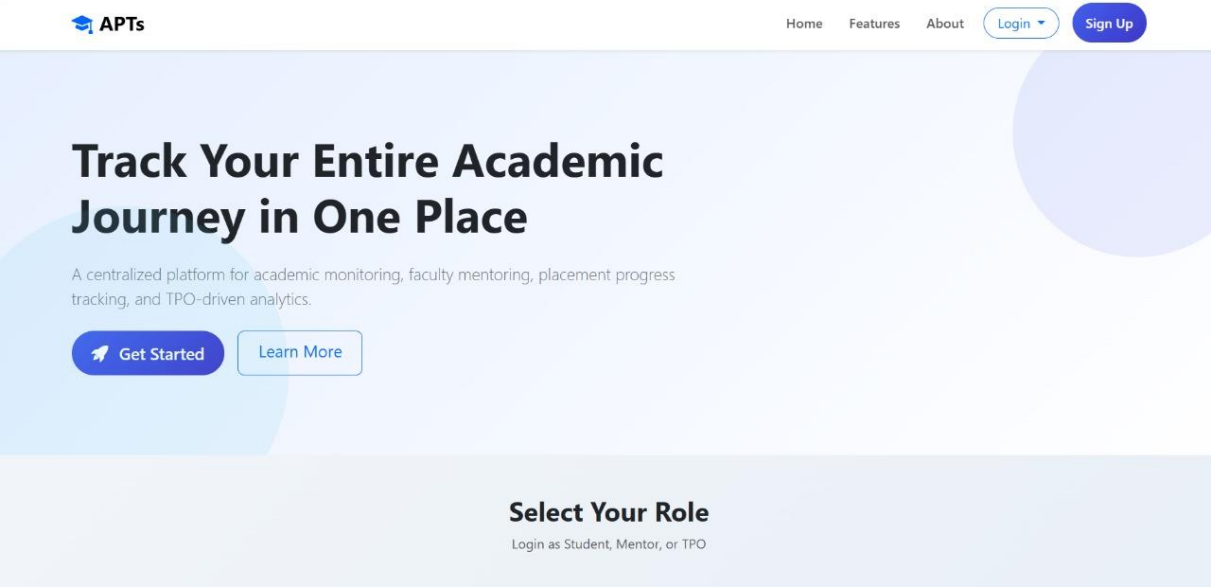 APTs
Home
Features
About
Login
Sign Up
Track Your Entire Academic
Journey in One Place
A centralized platform for academic monitoring, faculty mentoring, placement progress
tracking, and TPO-driven analytics.
Get Started
Learn More
Select Your Role
Login as Student, Mentor, or TPO